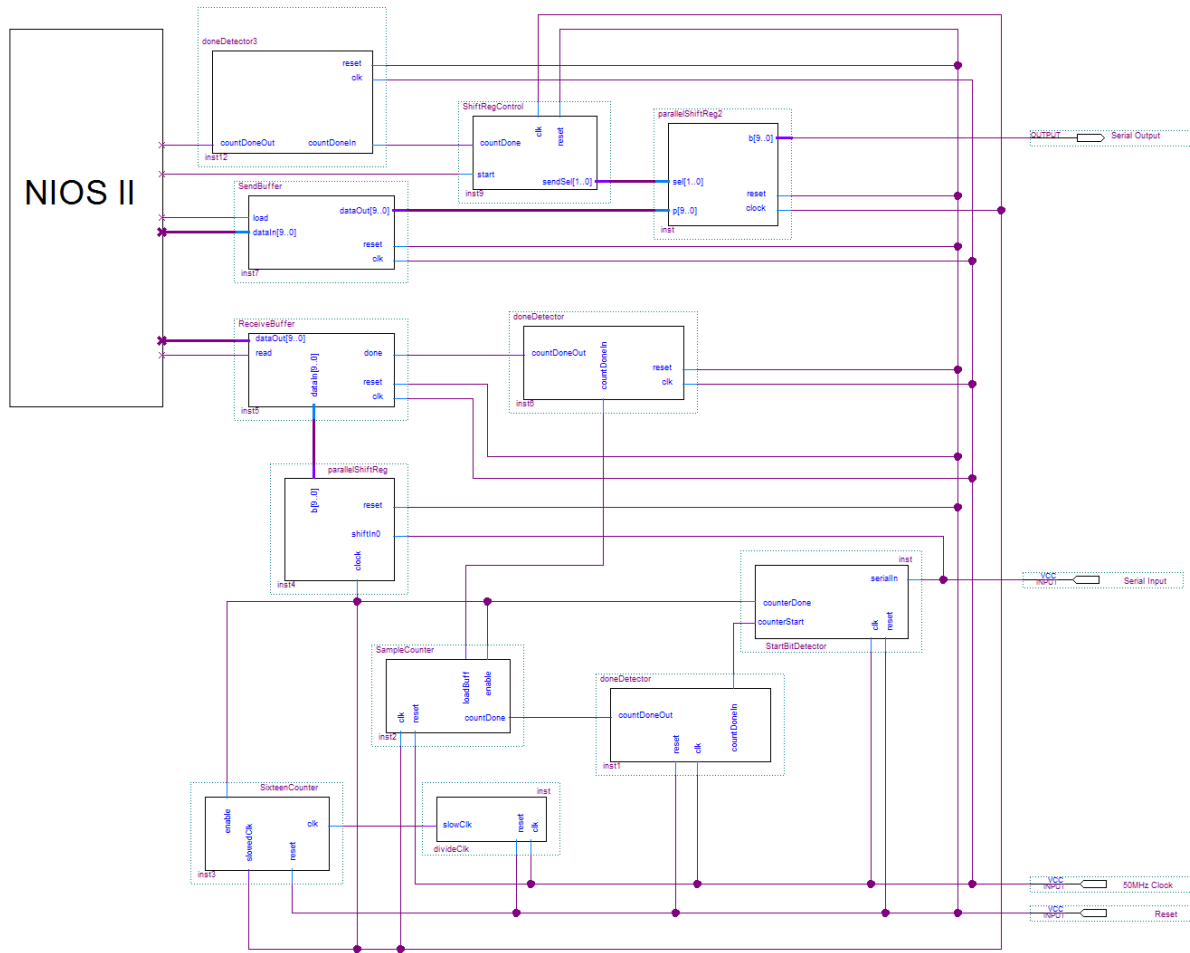 NIOS II
doneDetector3
reset
clk
countDoneOut
countDoneIn
inst12
ShiftRegControl
clk
reset
countDone
start
sendSel[1..0]
inst9
parallelShiftReg2
b[9..0]
sel[1..0]
reset
clock
p[9..0]
inst
OUTPUT
Serial Output
SendBuffer
dataOut[9..0]
load
dataIn[9..0]
reset
clk
inst7
ReceiveBuffer
dataOut[9..0]
read
done
dataIn[9..0]
reset
clk
inst5
doneDetector
countDoneOut
countDoneIn
reset
clk
inst6
parallelShiftReg
b[9..0]
reset
shiftIn0
clock
inst4
inst
serialIn
counterDone
counterStart
clk
reset
StartBitDetector
VCC
INPUT
Serial Input
SampleCounter
loadBuff
enable
clk
reset
countDone
inst2
doneDetector
countDoneOut
countDoneIn
reset
clk
inst1
SixteenCounter
enable
slowedClk
reset
clk
inst3
inst
slowClk
reset
clk
divideClk
VCC
INPUT
50MHz Clock
VCC
INPUT
Reset